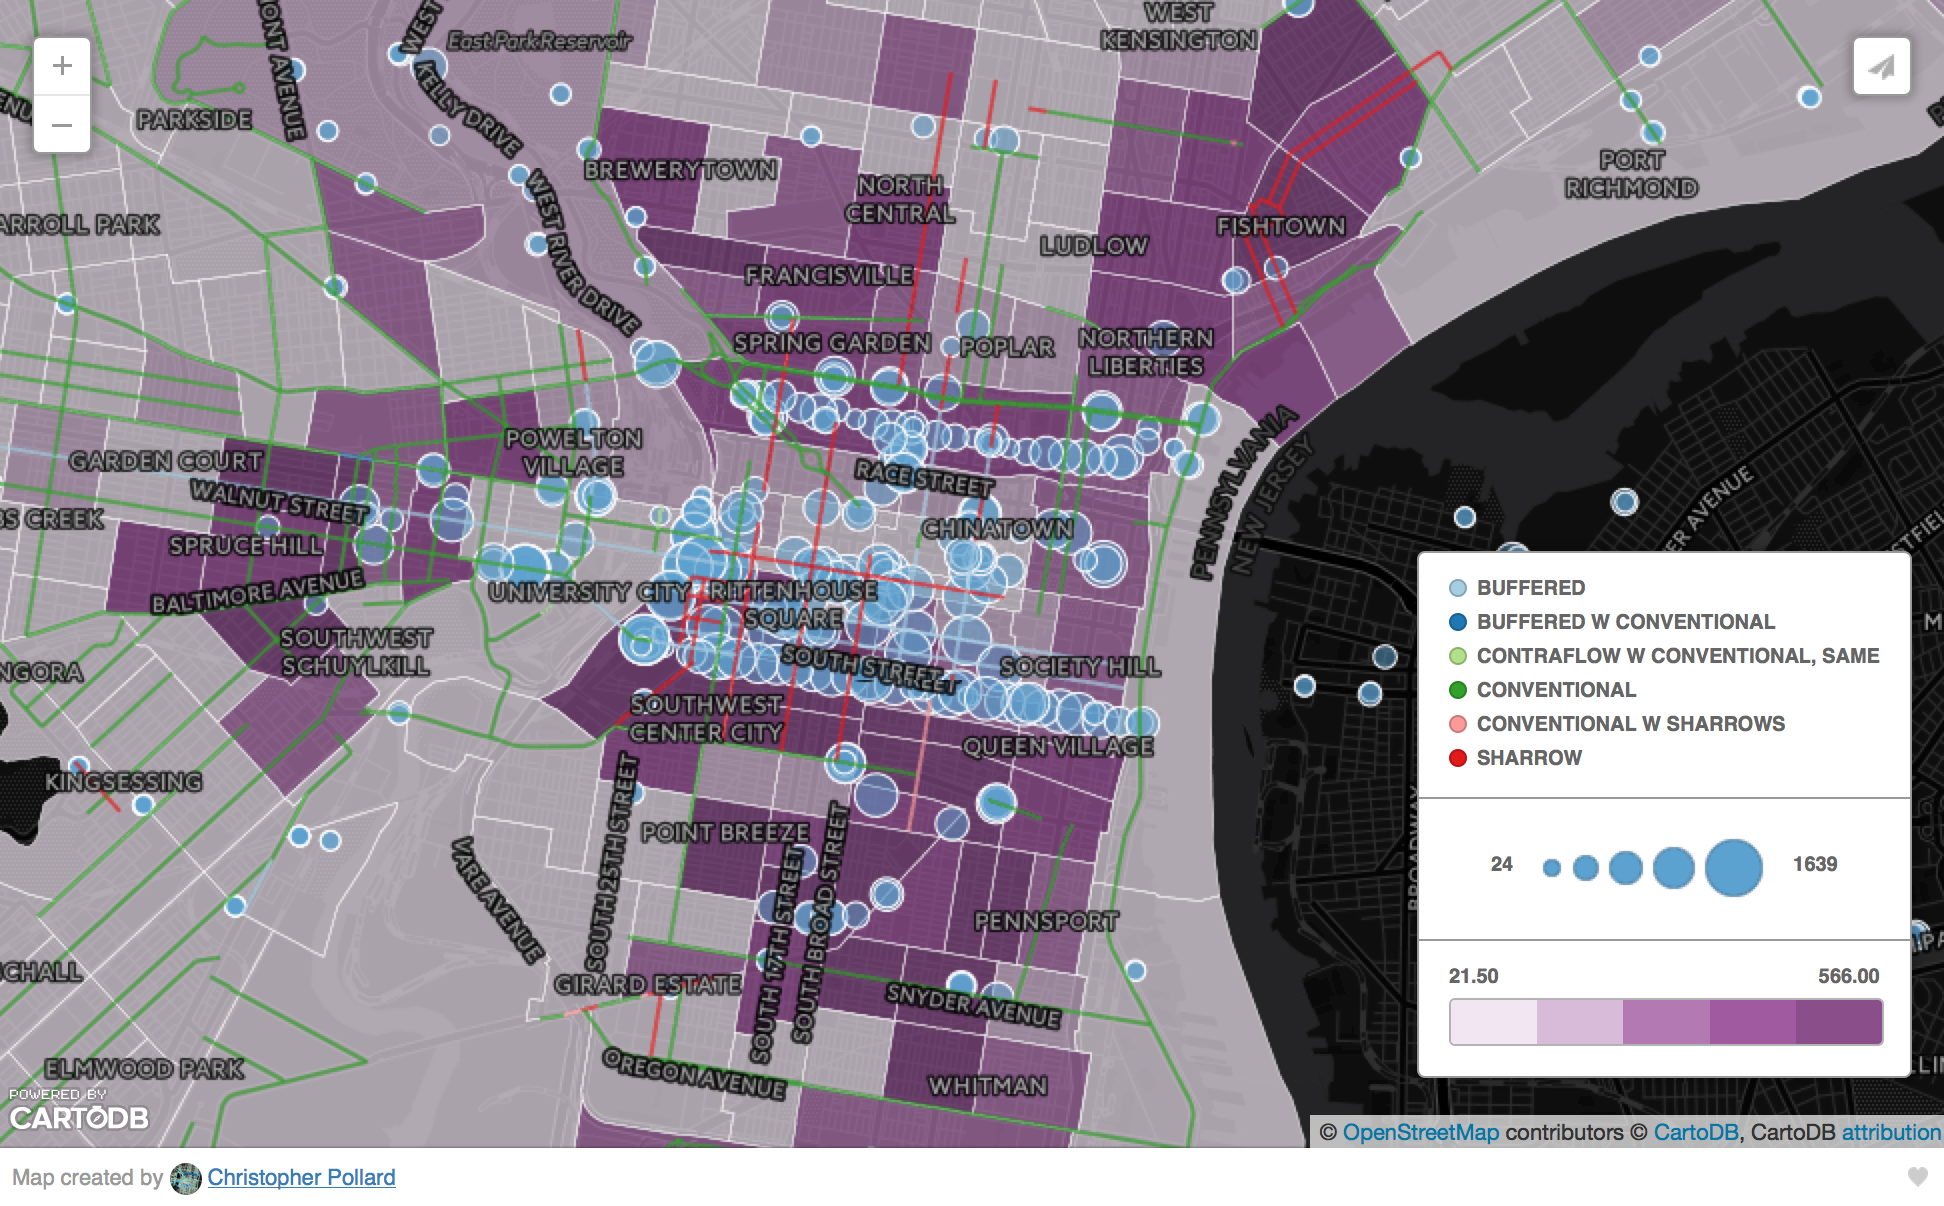 WEST
KENSINGTON
East Park Reservoir
WEST
KELLY DRIVE
PARKSIDE
PORT
RICHMOND
BREWERYTOWN
NORTH
CENTRAL
WEST RIVER DRIVE
ARROLL PARK
FISHTOWN
LUDLOW
FRANCISVILLE
SPRING GARDEN
POPLAR
NORTHERN
LIBERTIES
PENNSYLVANIA
NEW JERSEY
POWELTON
VILLAGE
GARDEN COURT
RACE STREET
WALNUT STREET
BS CREEK
CHINATOWN
SPRUCE HILL
BALTIMORE AVENUE
UNIVERSITY CITY
RITTENHOUSE
SQUARE
SOUTHWEST
SCHUYLKILL
SOUTH STREET
SOCIETY HILL
NGORA
SOUTHWEST
CENTER CITY
QUEEN VILLAGE
KINGSESSING
SOUTH 25TH STREET
POINT BREEZE
VARE AVENUE
SOUTH 17TH STREET
SOUTH BROAD STREET
PENNSPORT
GIRARD ESTATE
SNYDER AVENUE
OREGON AVENUE
WHITMAN
ELMWOOD PARK
BROADWAY
ER AVENUE
BUFFERED
BUFFERED W CONVENTIONAL
CONTRAFLOW W CONVENTIONAL, SAME
CONVENTIONAL
CONVENTIONAL W SHARROWS
SHARROW
24
1639
21.50
566.00
POWERED BY
CARTODB
© OpenStreetMap contributors © CartoDB, CartoDB attribution
Map created by Christopher Pollard